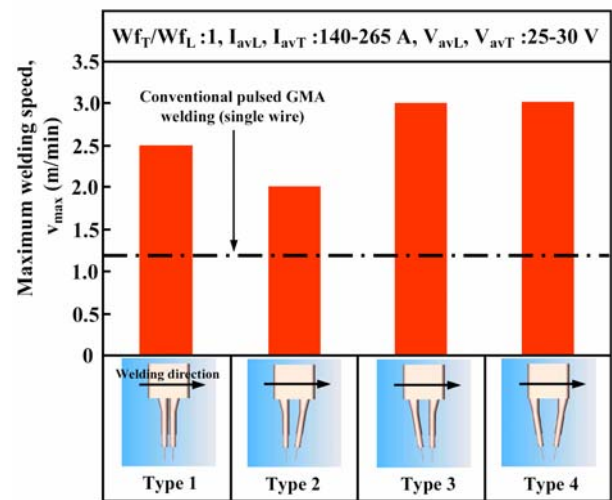 Wf_T/Wf_L :1, I_avL, I_avT :140-265 A, V_avL, V_avT :25-30 V
Maximum welding speed,
v_max (m/min)
3.5
3.0
2.5
2.0
1.5
1.0
0.5
0
Conventional pulsed GMA
welding (single wire)
Welding direction
Type 1
Type 2
Type 3
Type 4